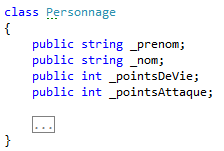 class Personnage
{
public string _prenom;
public string _nom;
public int _pointsDeVie;
public int _pointsAttaque;
...
}